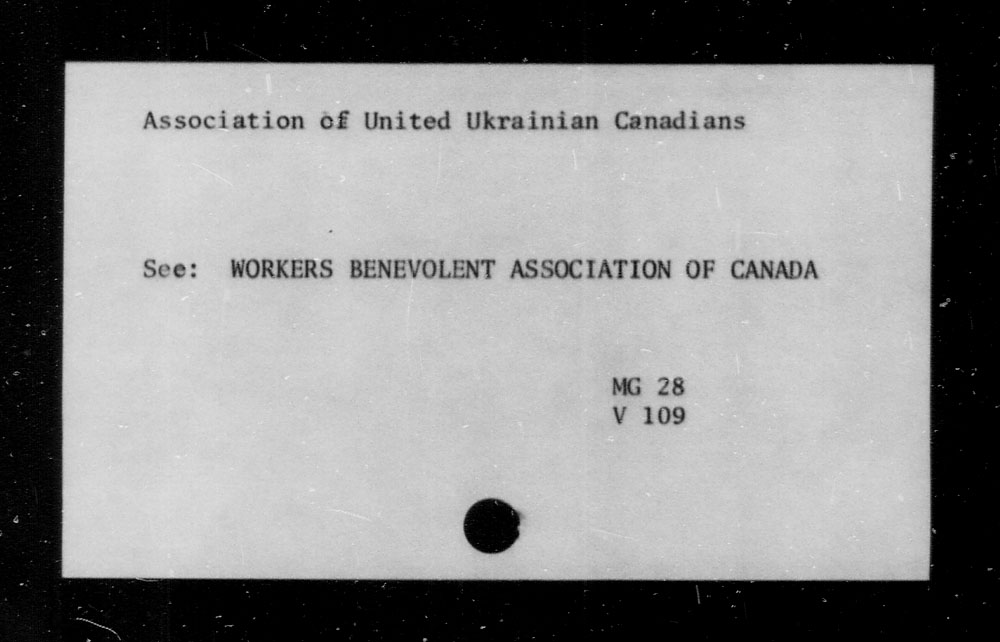 Association of United Ukrainian Canadians
See: WORKERS BENEVOLENT ASSOCIATION OF CANADA
MG 28
V 109